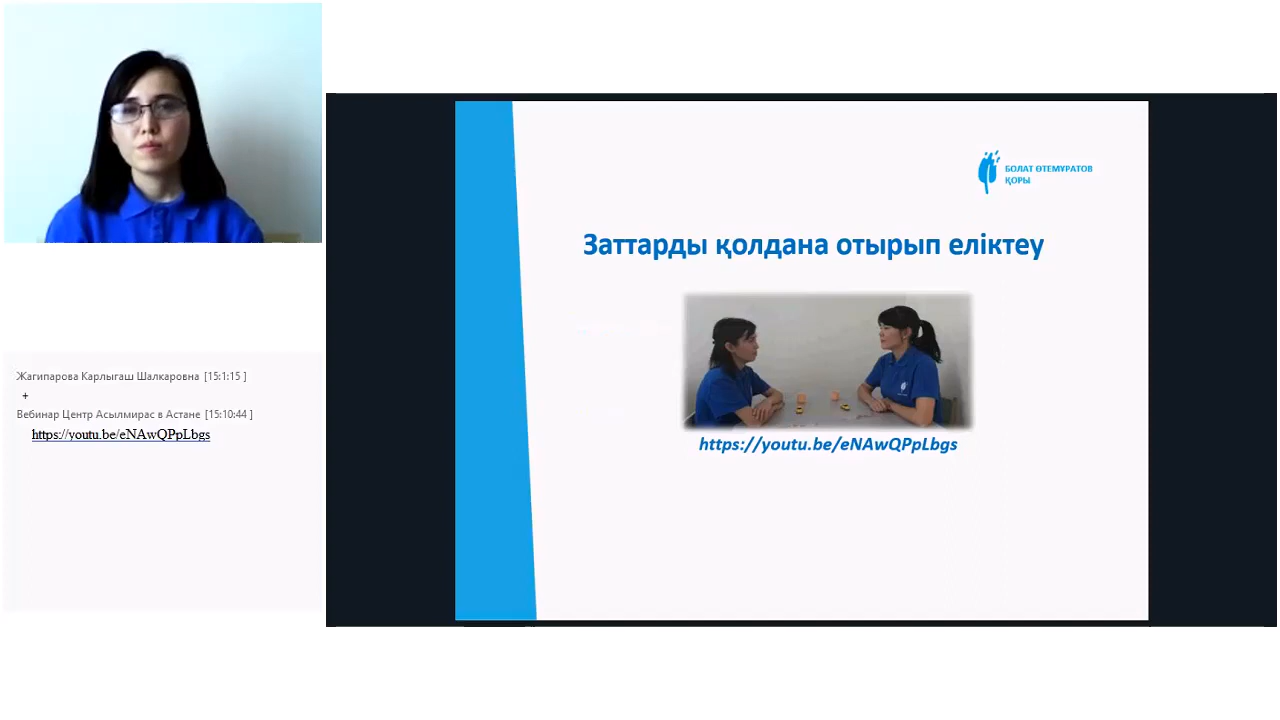 БОЛАТ ӨТЕМҰРАТОВ
ҚОРЫ
Заттарды қолдана отырып еліктеу
https://youtu.be/eNAwQPpLbgs
Жагипарова Карлыгаш Шалкаровна [15:1:15 ]
+
Вебинар Центр Асылмирас в Астане [15:10:44 ]
https://youtu.be/eNAwQPpLbgs